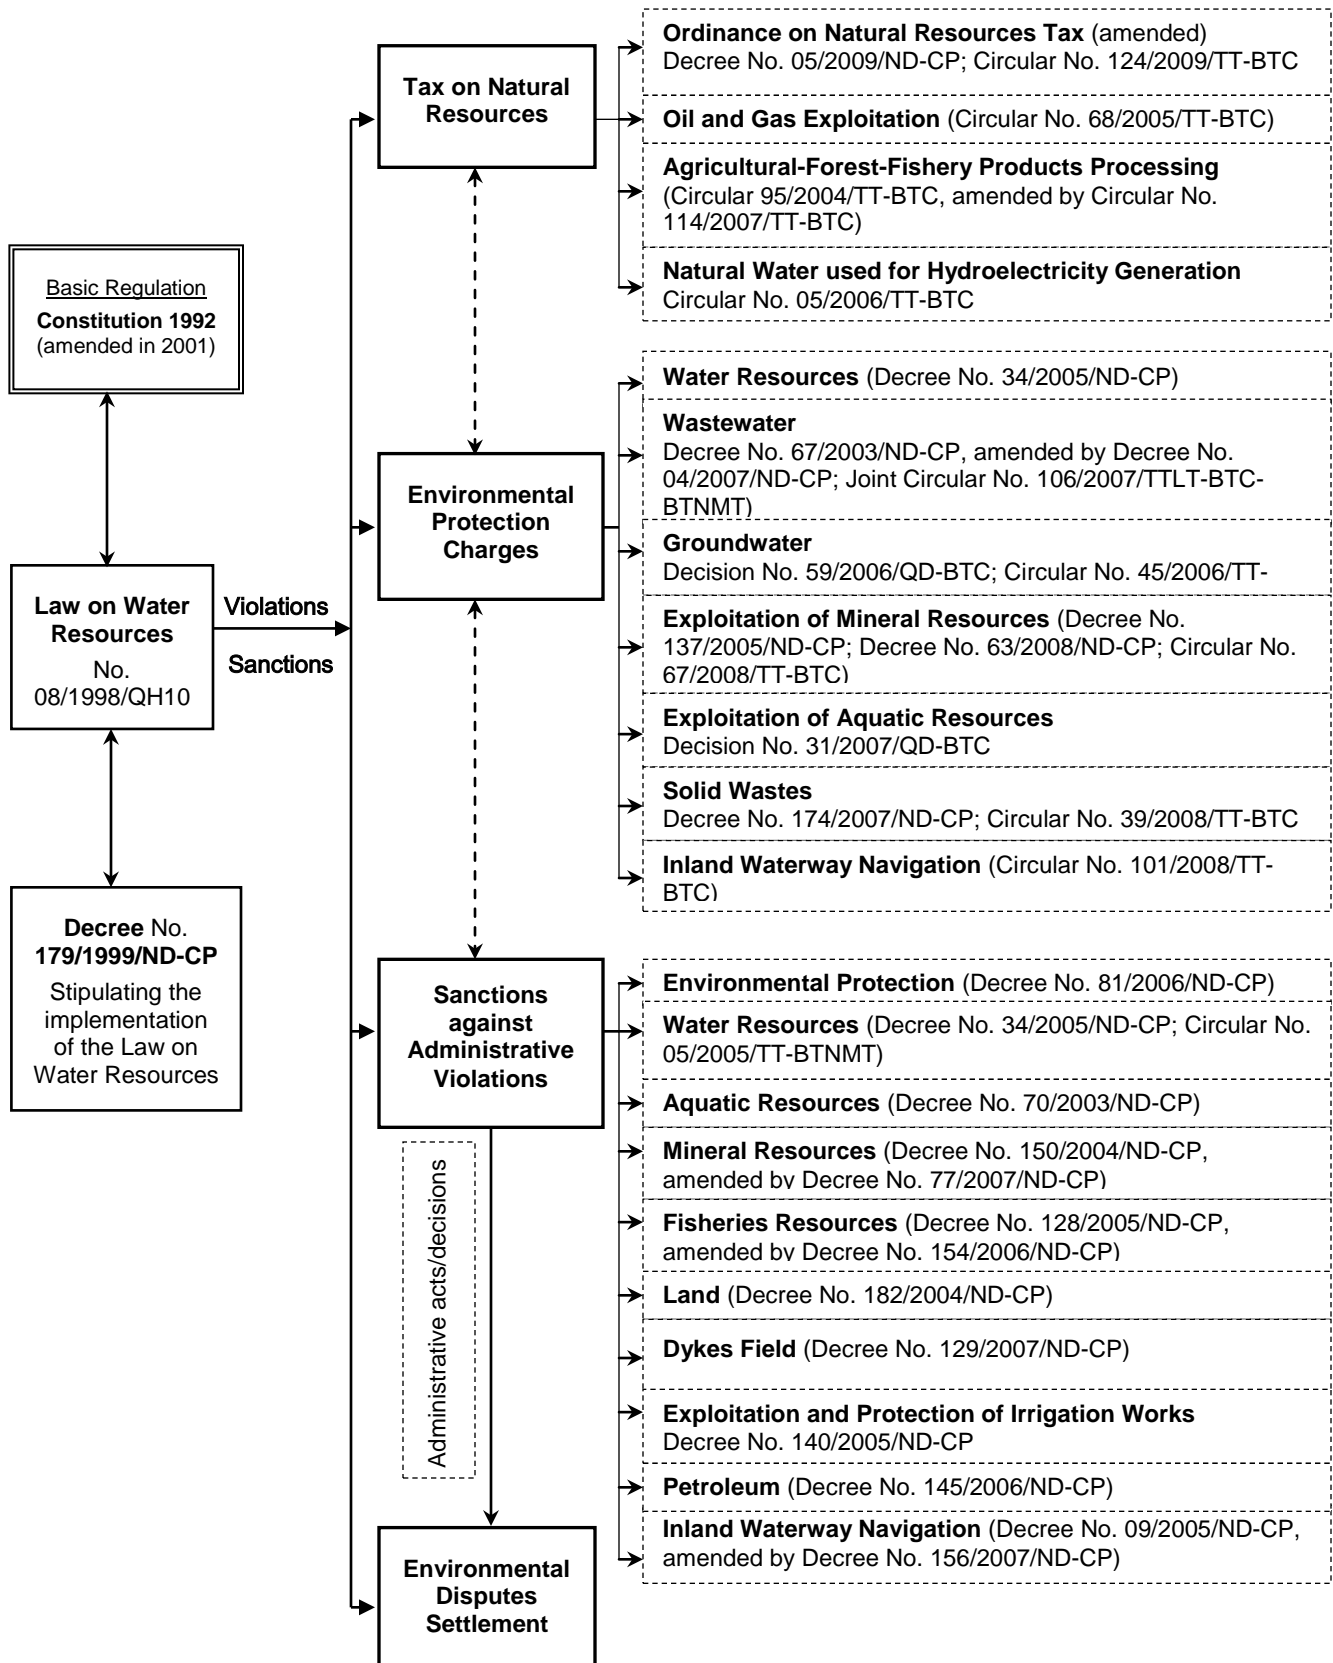 Basic Regulation
Constitution 1992
(amended in 2001)
Law on Water
Resources
No.
08/1998/QH10
Decree No.
179/1999/ND-CP
Stipulating the
implementation
of the Law on
Water Resources
Violations
Sanctions
Tax on Natural
Resources
Environmental
Protection
Charges
Sanctions
against
Administrative
Violations
Administrative acts/decisions
Environmental
Disputes
Settlement
Ordinance on Natural Resources Tax (amended)
Decree No. 05/2009/ND-CP; Circular No. 124/2009/TT-BTC
Oil and Gas Exploitation (Circular No. 68/2005/TT-BTC)
Agricultural-Forest-Fishery Products Processing
(Circular 95/2004/TT-BTC, amended by Circular No.
114/2007/TT-BTC)
Natural Water used for Hydroelectricity Generation
Circular No. 05/2006/TT-BTC
Water Resources (Decree No. 34/2005/ND-CP)
Wastewater
Decree No. 67/2003/ND-CP, amended by Decree No.
04/2007/ND-CP; Joint Circular No. 106/2007/TTLT-BTC-
BTNMT)
Groundwater
Decision No. 59/2006/QD-BTC; Circular No. 45/2006/TT-
Exploitation of Mineral Resources (Decree No.
137/2005/ND-CP; Decree No. 63/2008/ND-CP; Circular No.
67/2008/TT-BTC)
Exploitation of Aquatic Resources
Decision No. 31/2007/QD-BTC
Solid Wastes
Decree No. 174/2007/ND-CP; Circular No. 39/2008/TT-BTC
Inland Waterway Navigation (Circular No. 101/2008/TT-
BTC)
Environmental Protection (Decree No. 81/2006/ND-CP)
Water Resources (Decree No. 34/2005/ND-CP; Circular No.
05/2005/TT-BTNMT)
Aquatic Resources (Decree No. 70/2003/ND-CP)
Mineral Resources (Decree No. 150/2004/ND-CP,
amended by Decree No. 77/2007/ND-CP)
Fisheries Resources (Decree No. 128/2005/ND-CP,
amended by Decree No. 154/2006/ND-CP)
Land (Decree No. 182/2004/ND-CP)
Dykes Field (Decree No. 129/2007/ND-CP)
Exploitation and Protection of Irrigation Works
Decree No. 140/2005/ND-CP
Petroleum (Decree No. 145/2006/ND-CP)
Inland Waterway Navigation (Decree No. 09/2005/ND-CP,
amended by Decree No. 156/2007/ND-CP)